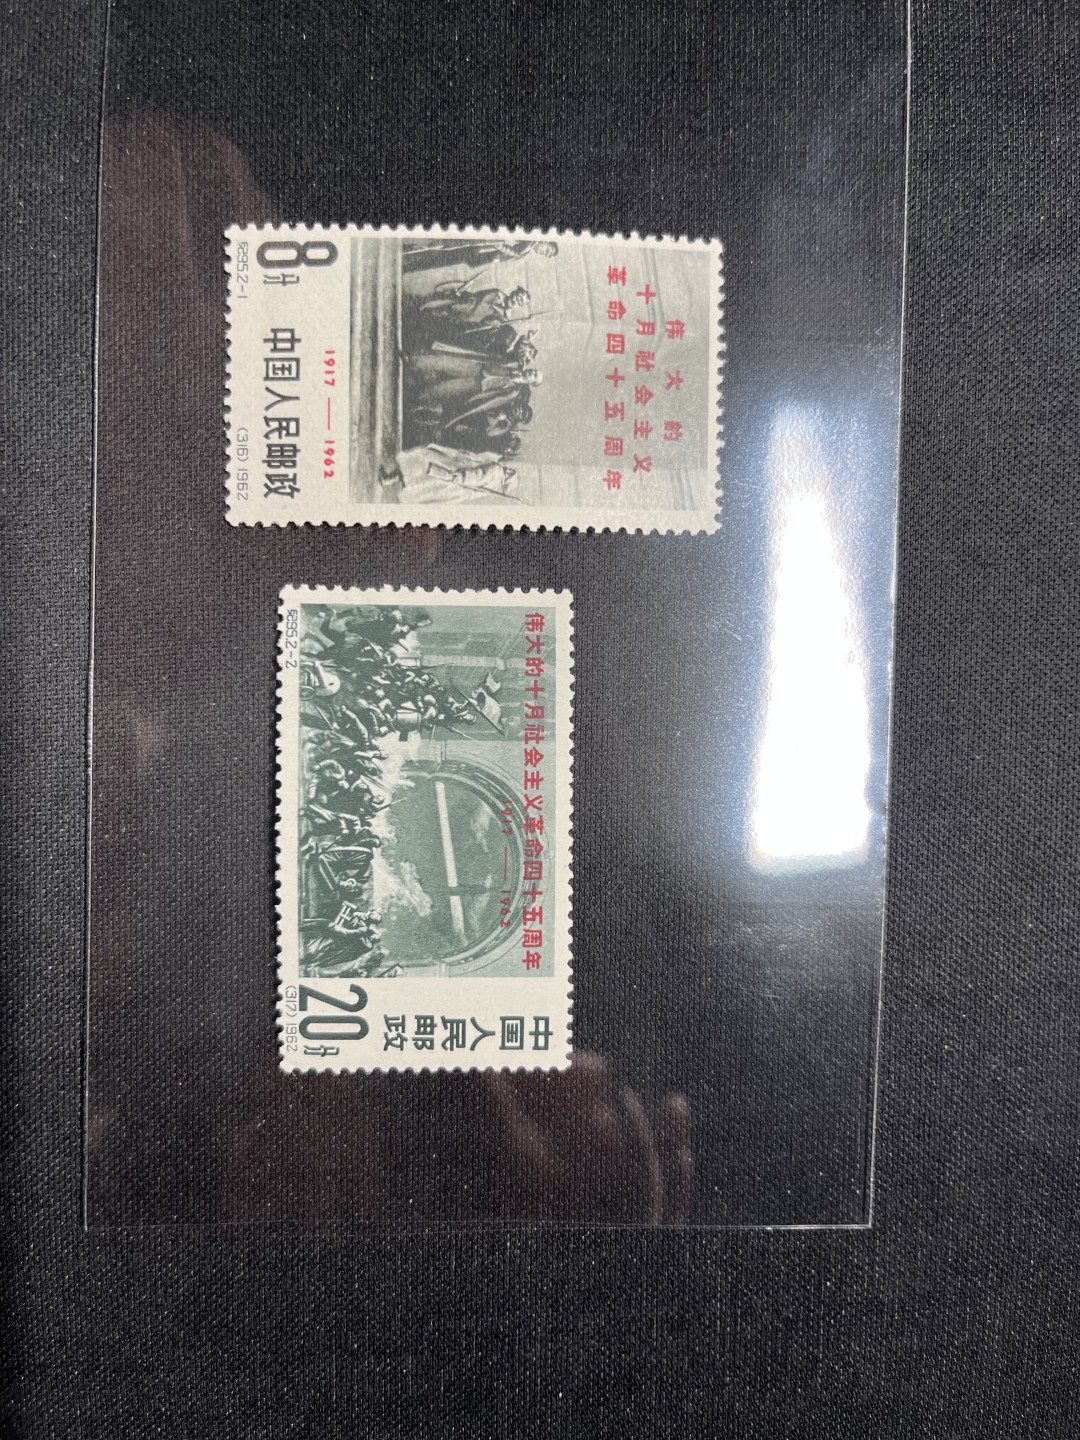 伟大的
十月社会主义
革命四十五周年
1917 — 1962
8分
中国人民邮政
纪95.2-1
(316) 1962
伟大的十月社会主义革命四十五周年
1917 — 1962
中国人民邮政
20分
纪95.2-2
(317) 1962